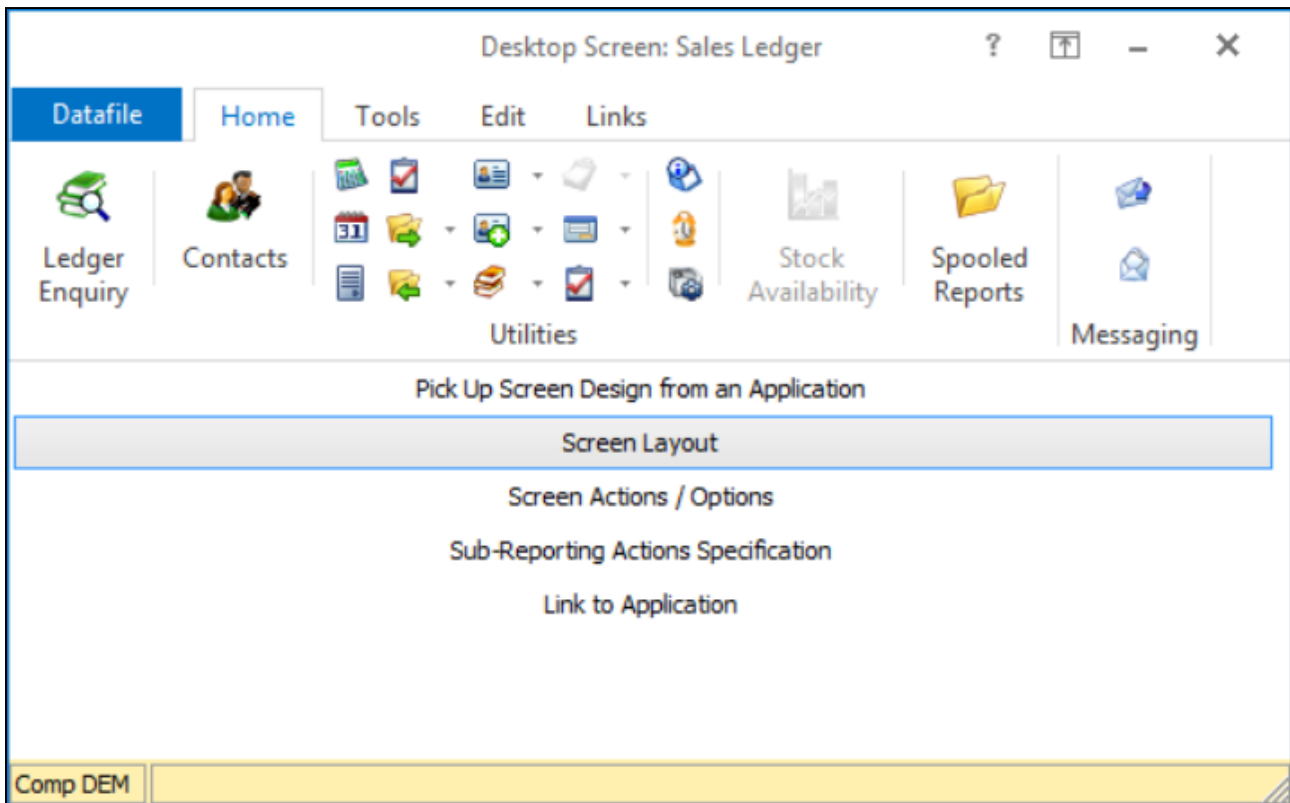 Desktop Screen: Sales Ledger ?
Datafile Home Tools Edit Links
31
Ledger
Enquiry
Contacts
Stock
Availability
Spooled
Reports
Utilities
Messaging
Pick Up Screen Design from an Application
Screen Layout
Screen Actions / Options
Sub-Reporting Actions Specification
Link to Application
Comp DEM